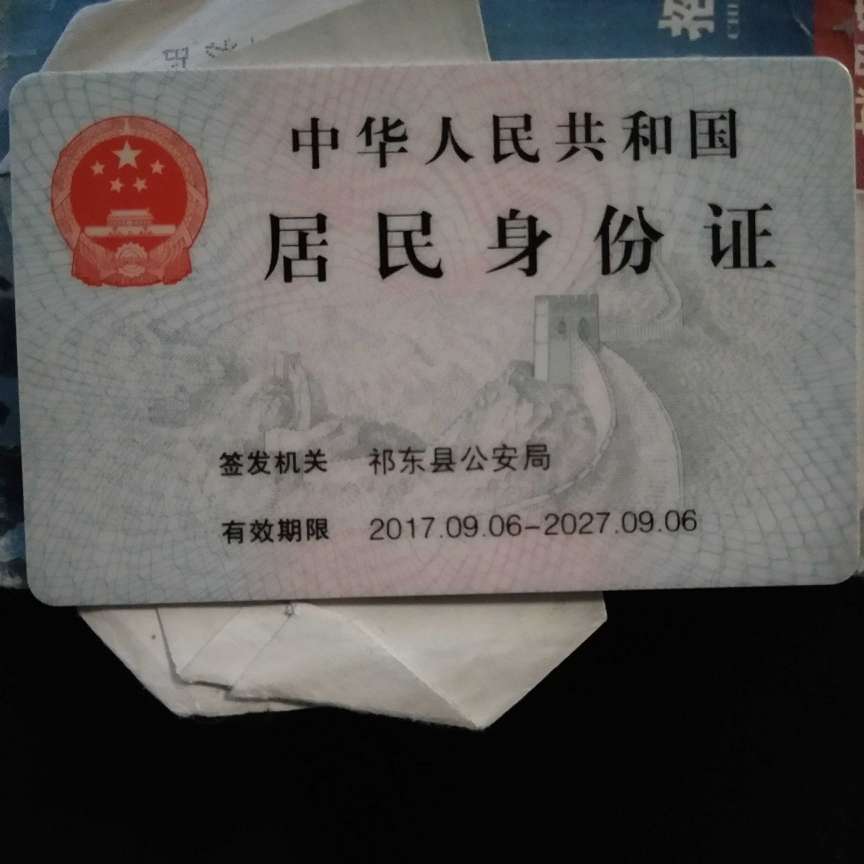 中华人民共和国
居民身份证
签发机关 祁东县公安局
有效期限 2017.09.06-2027.09.06
招